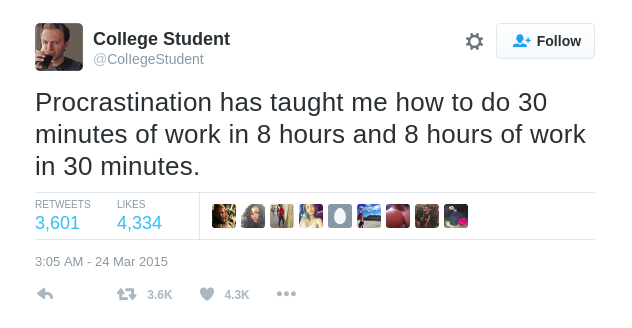 College Student
@CollegeStudent
Follow
Procrastination has taught me how to do 30
minutes of work in 8 hours and 8 hours of work
in 30 minutes.
RETWEETS LIKES
3,601 4,334
3:05 AM - 24 Mar 2015
3.6K 4.3K